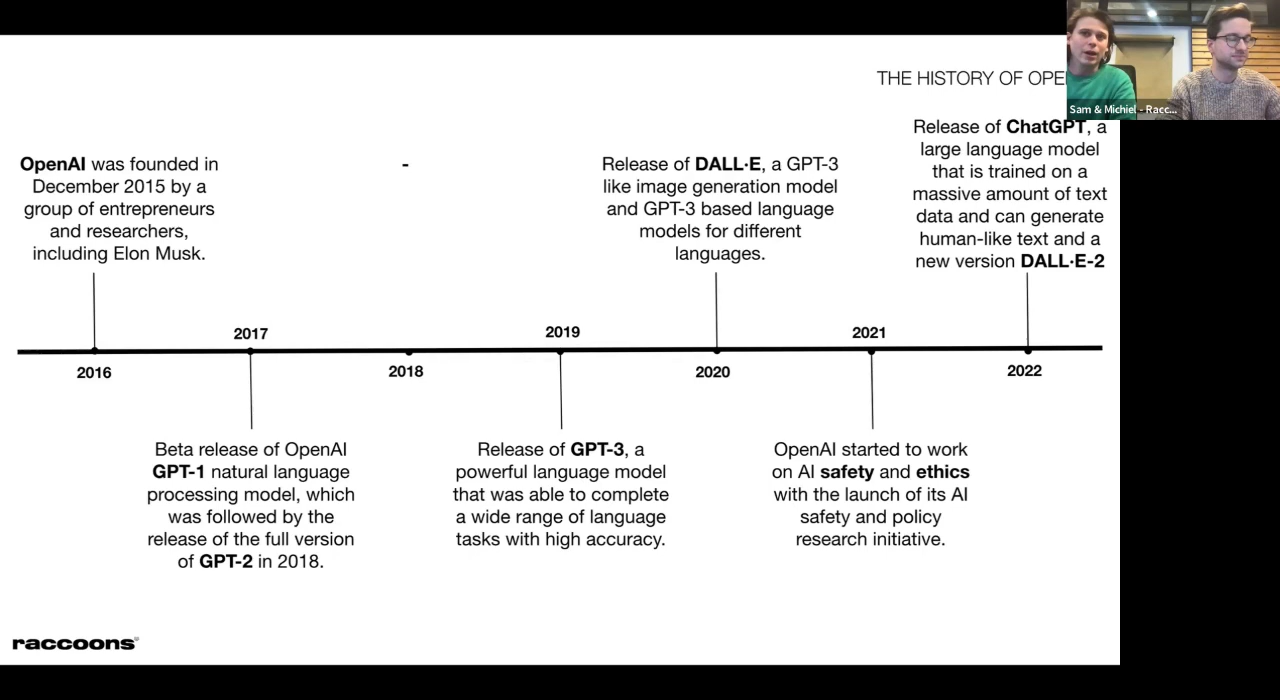 THE HISTORY OF OPE
Sam & Michiel - Racc...
OpenAI was founded in
December 2015 by a
group of entrepreneurs
and researchers,
including Elon Musk.
-
Release of DALL·E, a GPT-3
like image generation model
and GPT-3 based language
models for different
languages.
Release of ChatGPT, a
large language model
that is trained on a
massive amount of text
data and can generate
human-like text and a
new version DALL·E-2
2017
2019
2021
2016
2018
2020
2022
Beta release of OpenAI
GPT-1 natural language
processing model, which
was followed by the
release of the full version
of GPT-2 in 2018.
Release of GPT-3, a
powerful language model
that was able to complete
a wide range of language
tasks with high accuracy.
OpenAI started to work
on AI safety and ethics
with the launch of its AI
safety and policy
research initiative.
raccoons